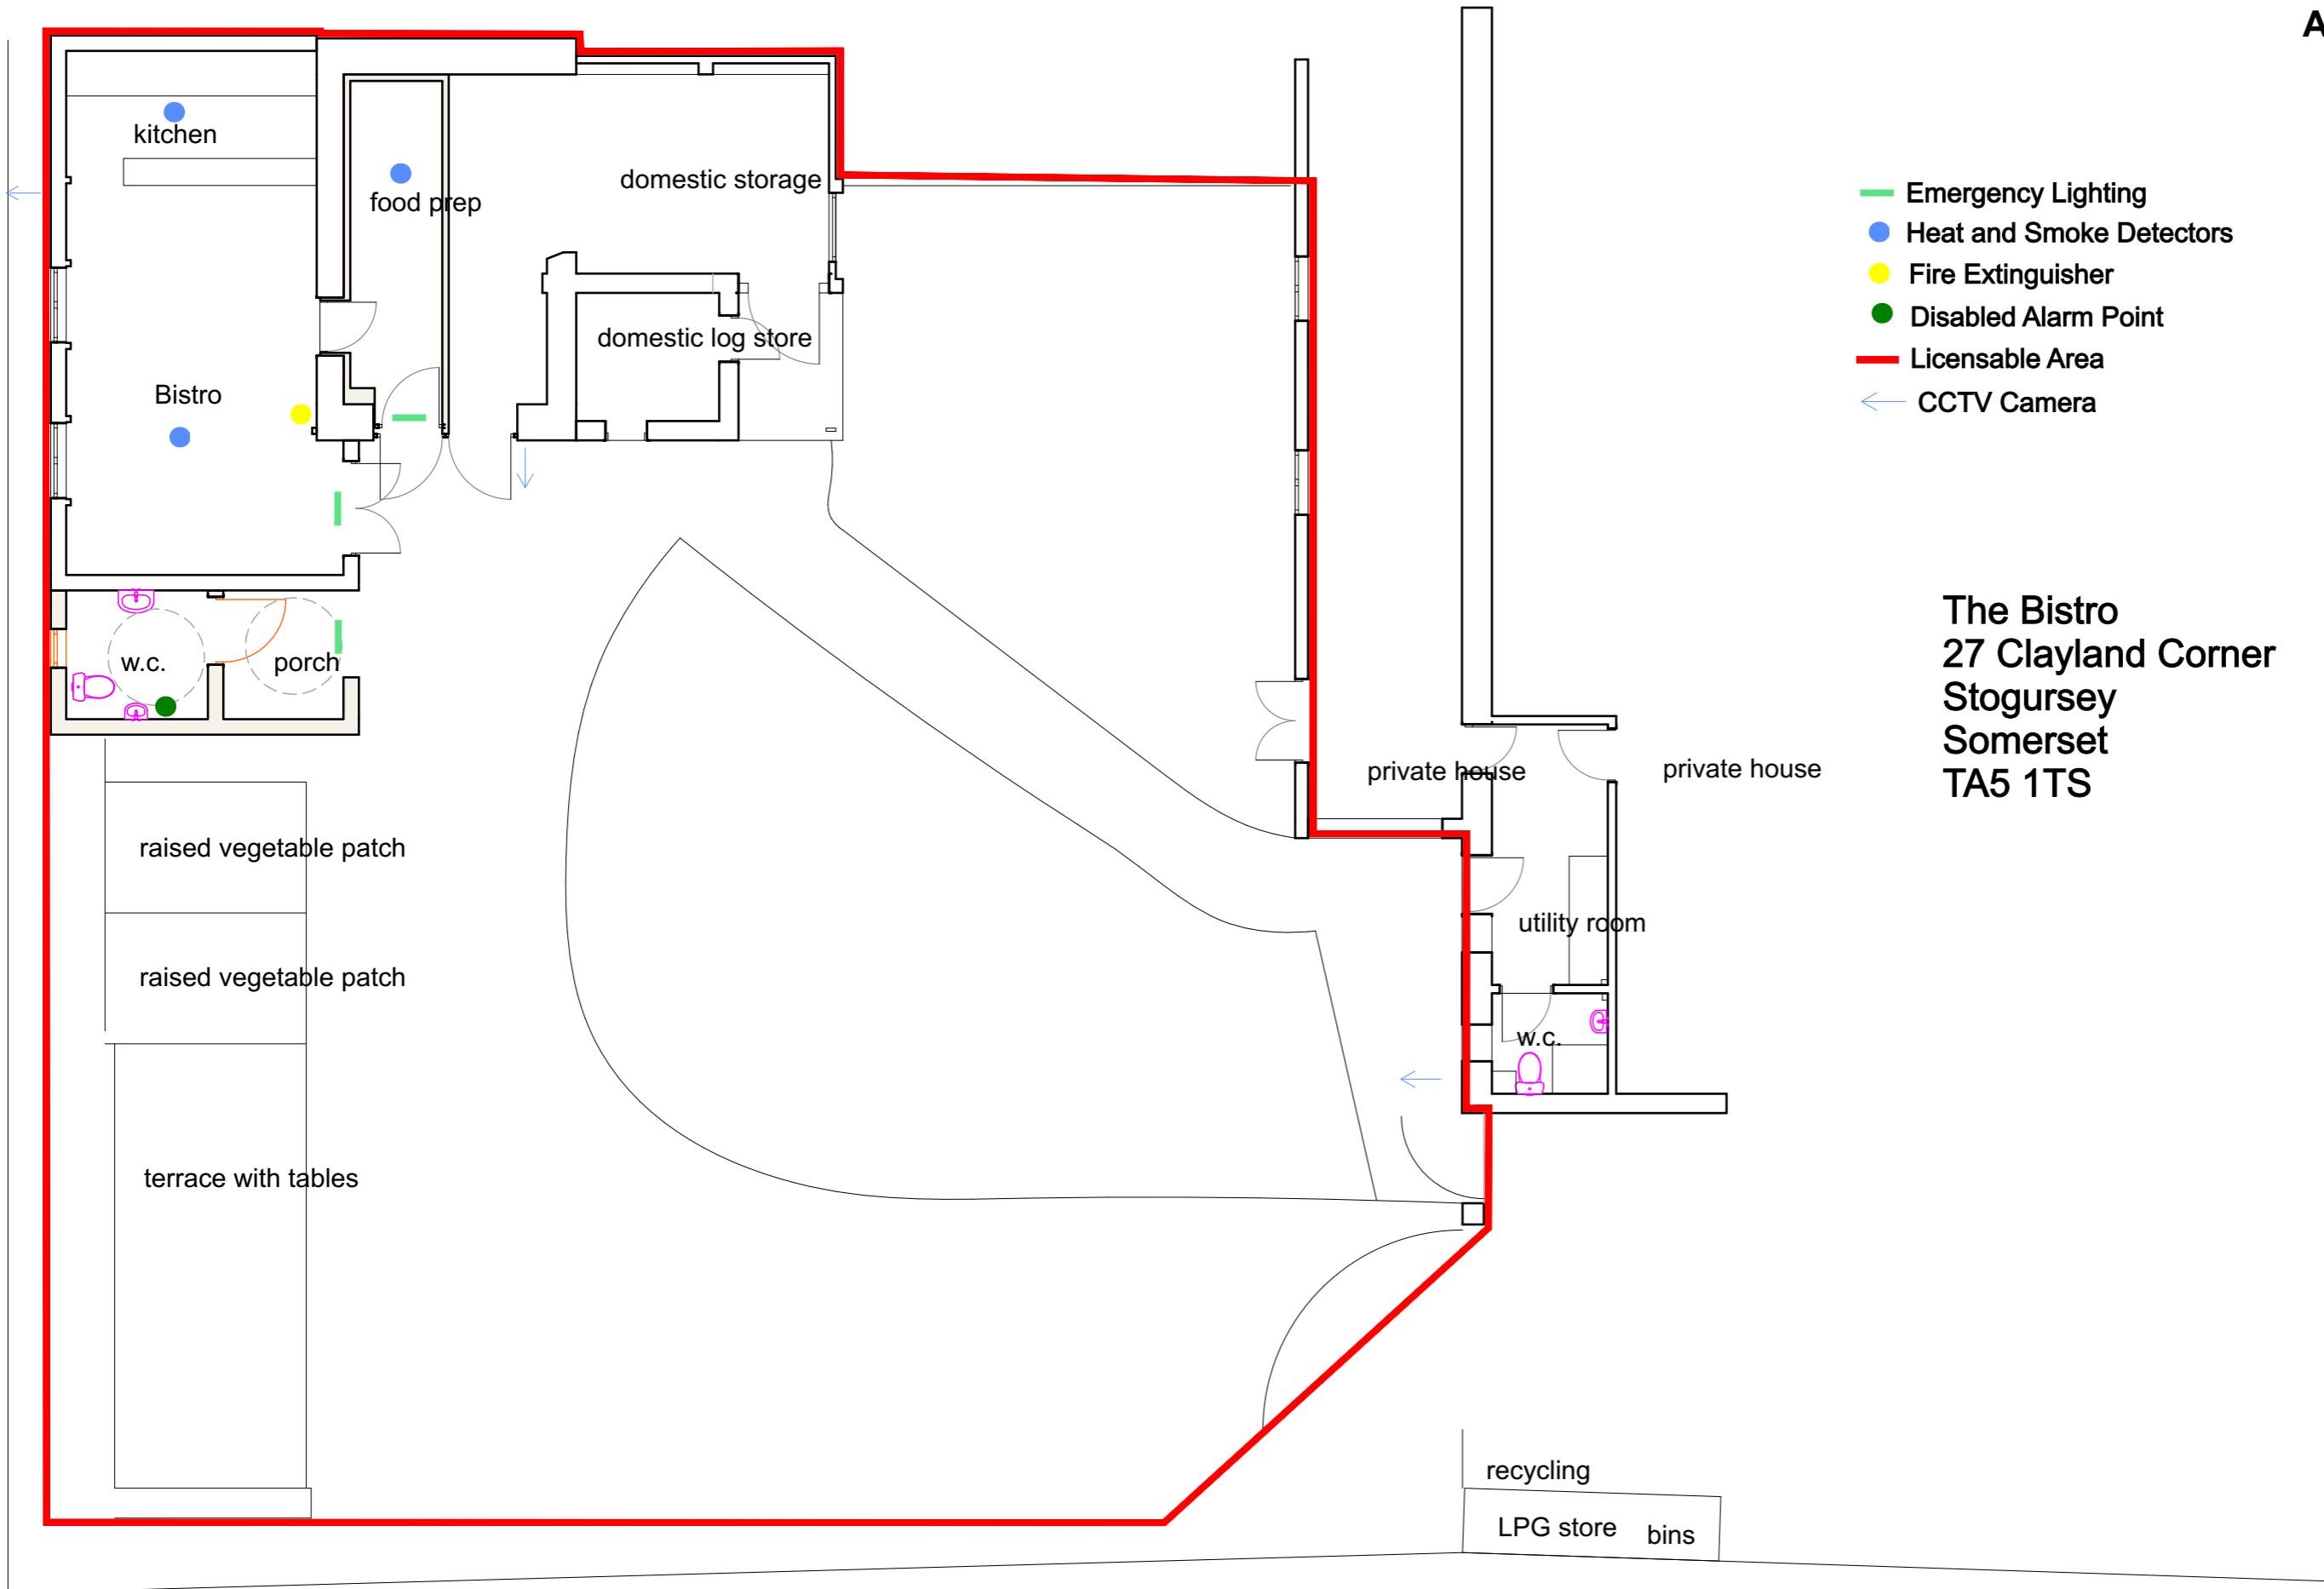 A
kitchen
food prep
domestic storage
Emergency Lighting
Heat and Smoke Detectors
Fire Extinguisher
Disabled Alarm Point
Licensable Area
CCTV Camera
domestic log store
Bistro
The Bistro
27 Clayland Corner
Stogursey
Somerset
TA5 1TS
w.c.
porch
private house
private house
raised vegetable patch
utility room
raised vegetable patch
w.c.
terrace with tables
recycling
LPG store
bins